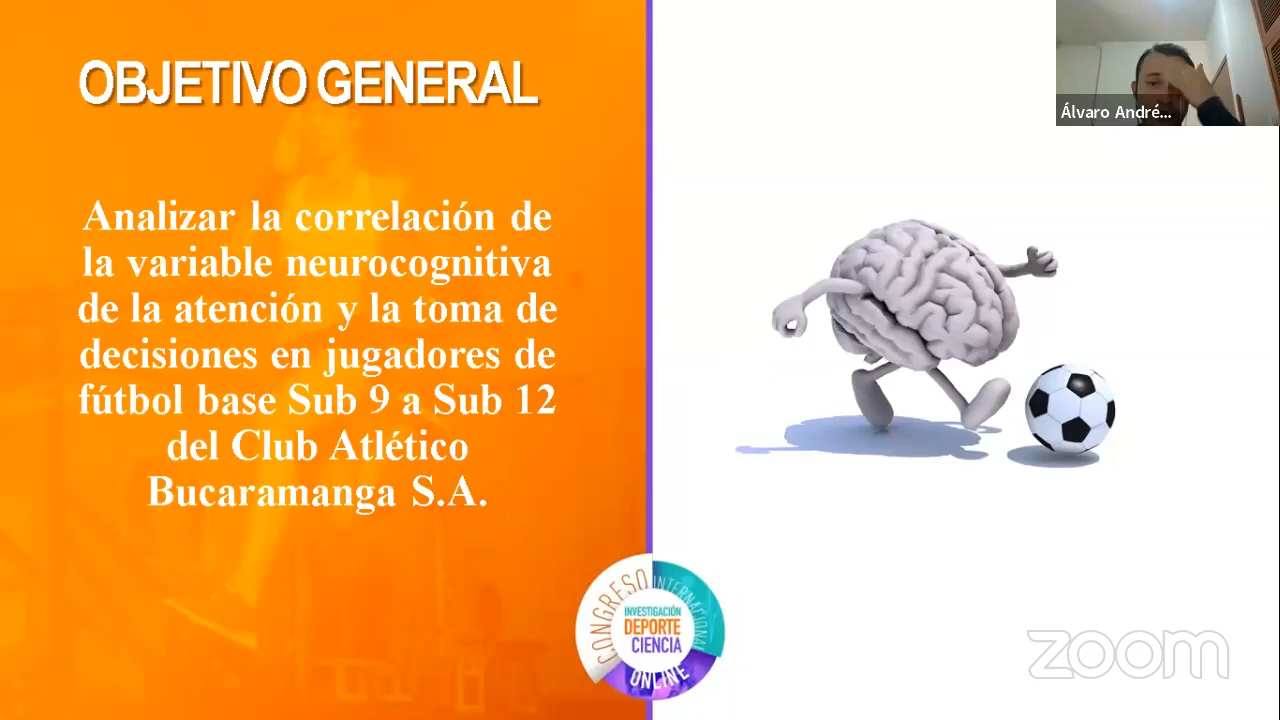 OBJETIVO GENERAL
Analizar la correlación de
la variable neurocognitiva
de la atención y la toma de
decisiones en jugadores de
fútbol base Sub 9 a Sub 12
del Club Atlético
Bucaramanga S.A.
Álvaro André...
CONGRESO INTERNACIONAL
INVESTIGACIÓN
DEPORTE
CIENCIA
ONLINE
zoom